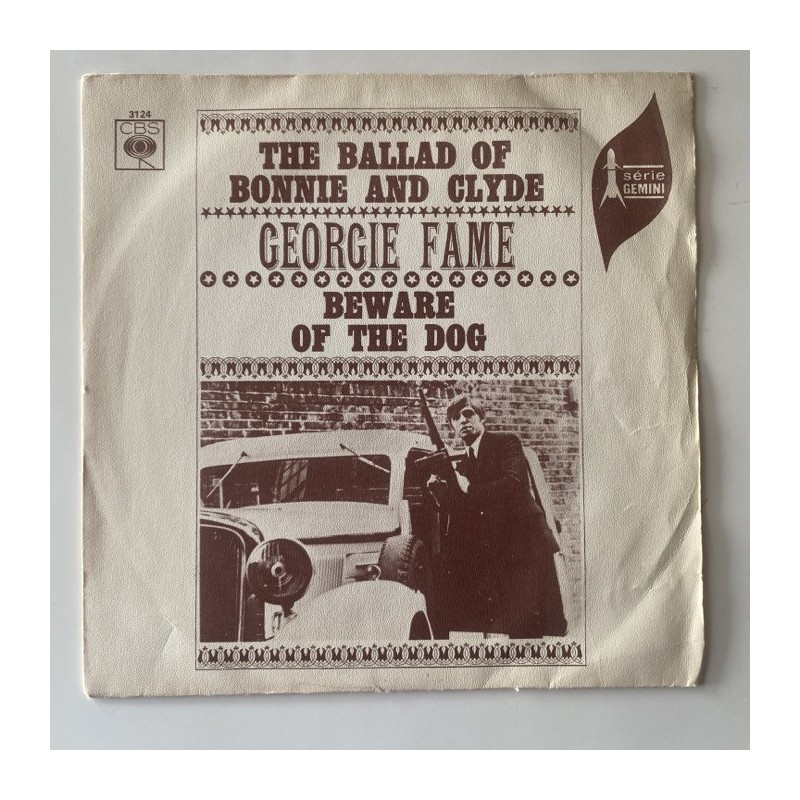 3124
CBS
THE BALLAD OF
BONNIE AND CLYDE
GEORGIE FAME
BEWARE
OF THE DOG
série
GEMINI